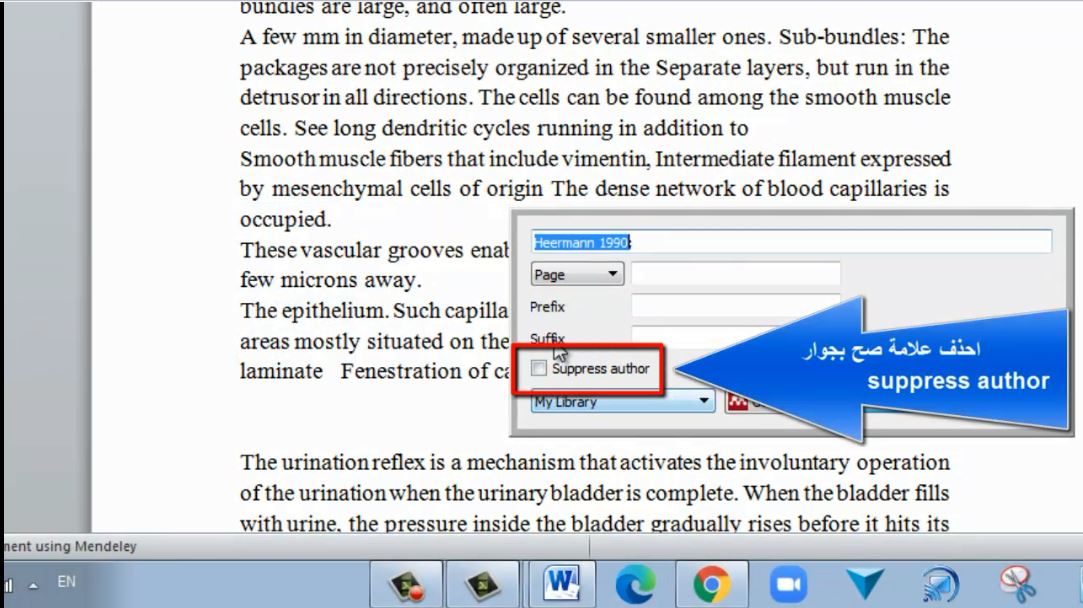 bundles are large, and often large.
A few mm in diameter, made up of several smaller ones. Sub-bundles: The
packages are not precisely organized in the Separate layers, but run in the
detrusor in all directions. The cells can be found among the smooth muscle
cells. See long dendritic cycles running in addition to
Smooth muscle fibers that include vimentin, Intermediate filament expressed
by mesenchymal cells of origin The dense network of blood capillaries is
occupied.
These vascular grooves enab
few microns away.
The epithelium. Such capilla
areas mostly situated on the
laminate Fenestration of ca
Heermann 1990;
Page
Prefix
Suffix
Suppress author
My Library
احذف علامة صح بجوار
suppress author
The urination reflex is a mechanism that activates the involuntary operation
of the urination when the urinary bladder is complete. When the bladder fills
with urine, the pressure inside the bladder gradually rises before it hits its
ment using Mendeley
EN